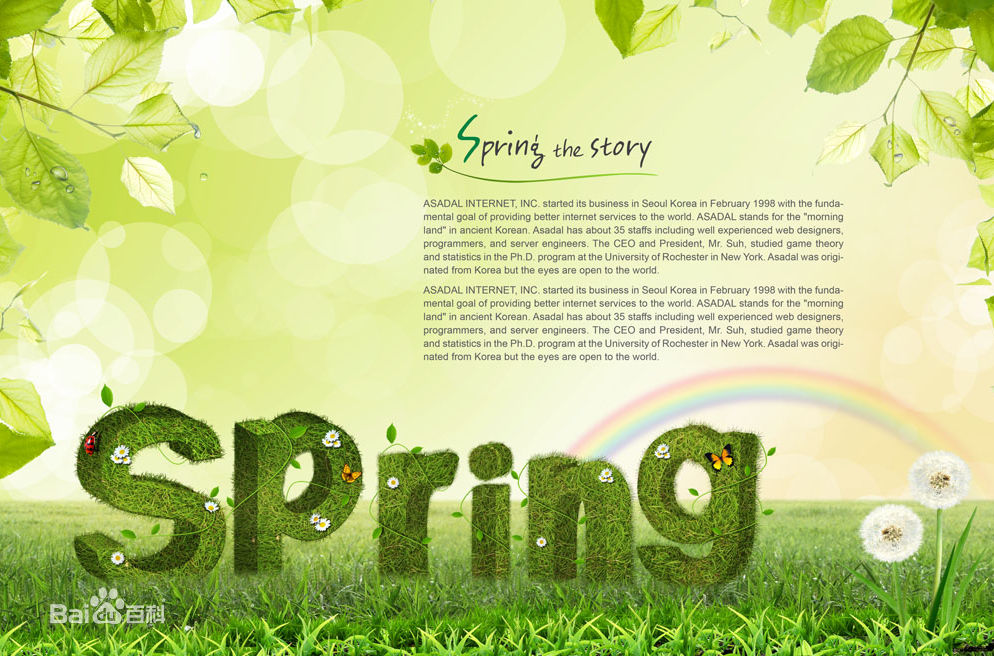 Spring the story
ASADAL INTERNET, INC. started its business in Seoul Korea in February 1998 with the funda-
mental goal of providing better internet services to the world. ASADAL stands for the "morning
land" in ancient Korean. Asadal has about 35 staffs including well experienced web designers,
programmers, and server engineers. The CEO and President, Mr. Suh, studied game theory
and statistics in the Ph.D. program at the University of Rochester in New York. Asadal was origi-
nated from Korea but the eyes are open to the world.
ASADAL INTERNET, INC. started its business in Seoul Korea in February 1998 with the funda-
mental goal of providing better internet services to the world. ASADAL stands for the "morning
land" in ancient Korean. Asadal has about 35 staffs including well experienced web designers,
programmers, and server engineers. The CEO and President, Mr. Suh, studied game theory
and statistics in the Ph.D. program at the University of Rochester in New York. Asadal was origi-
nated from Korea but the eyes are open to the world.
Spring
Bai du 百科